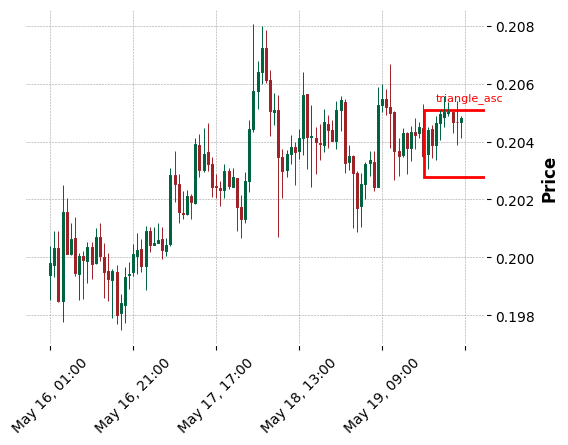 0.208
0.206
triangle_asc
0.204
0.202
0.200
0.198
Price
May 16, 01:00
May 16, 21:00
May 17, 17:00
May 18, 13:00
May 19, 09:00